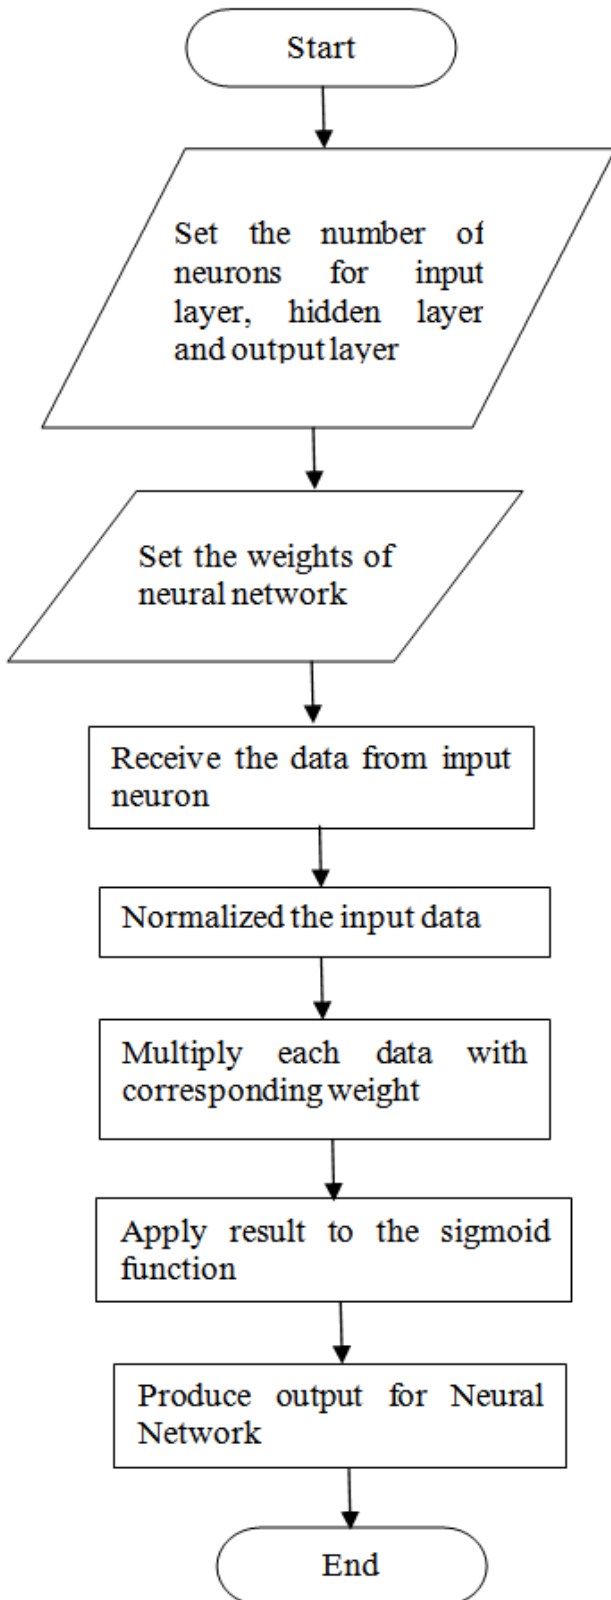 Start
Set the number of
neurons for input
layer, hidden layer
and output layer
Set the weights of
neural network
Receive the data from input
neuron
Normalized the input data
Multiply each data with
corresponding weight
Apply result to the sigmoid
function
Produce output for Neural
Network
End